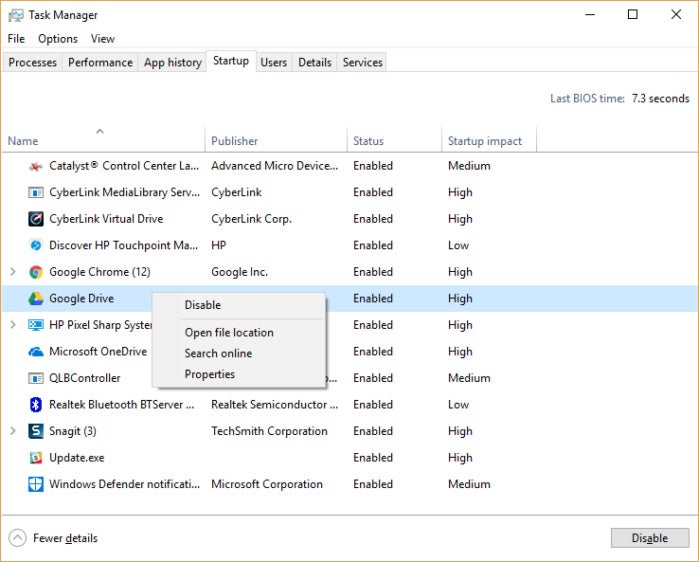 Task Manager
File Options View
Processes Performance App history Startup Users Details Services
Last BIOS time: 7.3 seconds
Name Publisher Status Startup impact
Catalyst® Control Center La... Advanced Micro Device... Enabled Medium
CyberLink MediaLibrary Serv... CyberLink Enabled High
CyberLink Virtual Drive CyberLink Corp. Enabled High
Discover HP Touchpoint Ma... HP Enabled Low
Google Chrome (12) Google Inc. Enabled High
Google Drive Enabled High
Disable
HP Pixel Sharp System Enabled High
Open file location
Microsoft OneDrive Enabled High
Search online
QLBController ... Enabled Medium
Properties
Realtek Bluetooth BTServer ... Realtek Semiconductor ... Enabled Low
Snagit (3) TechSmith Corporation Enabled High
Update.exe Enabled High
Windows Defender notificati... Microsoft Corporation Enabled Medium
Fewer details Disable